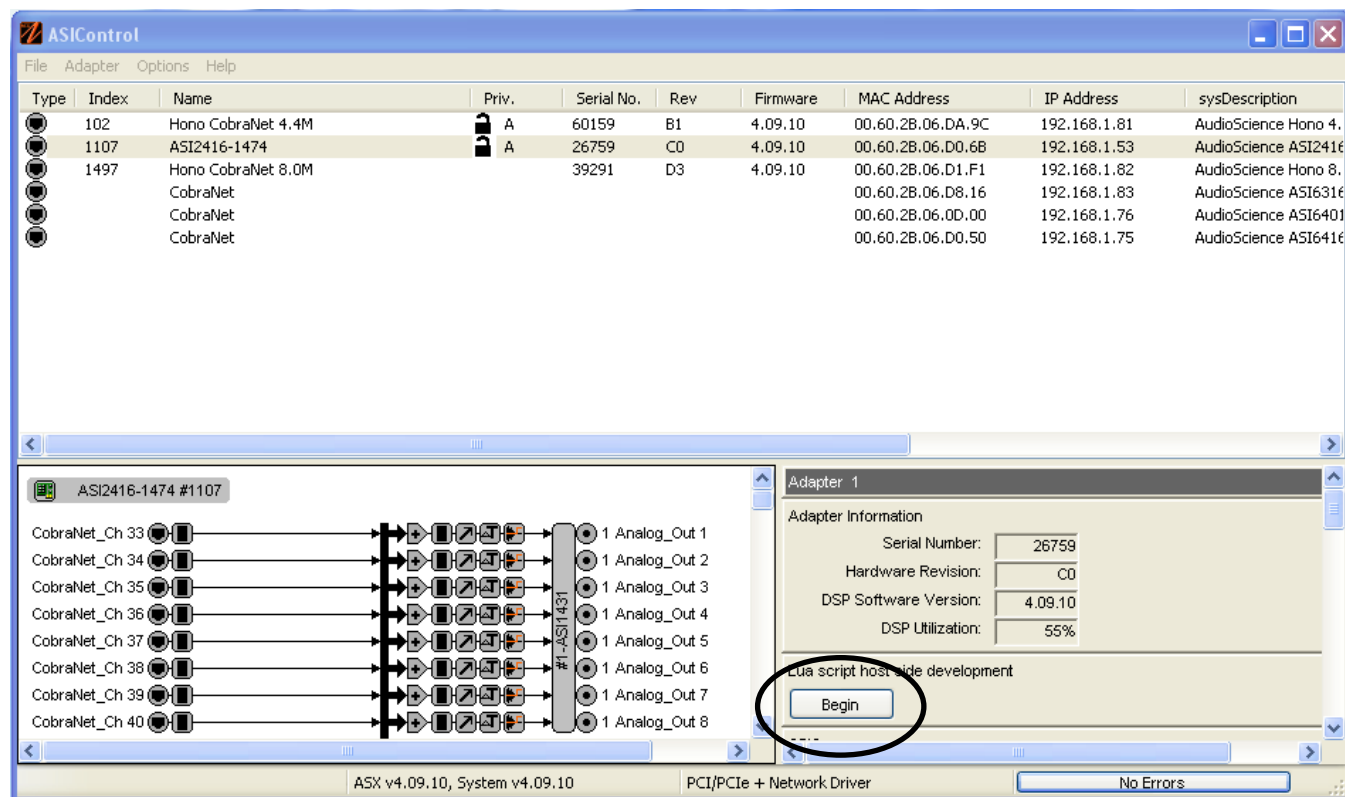 ASIControl
File Adapter Options Help
Type Index Name Priv. Serial No. Rev Firmware MAC Address IP Address sysDescription
102 Hono CobraNet 4.4M A 60159 B1 4.09.10 00.60.2B.06.DA.9C 192.168.1.81 AudioScience Hono 4.
1107 ASI2416-1474 A 26759 C0 4.09.10 00.60.2B.06.D0.6B 192.168.1.53 AudioScience ASI2416
1497 Hono CobraNet 8.0M 39291 D3 4.09.10 00.60.2B.06.D1.F1 192.168.1.82 AudioScience Hono 8.
CobraNet 00.60.2B.06.D8.16 192.168.1.83 AudioScience ASI6316
CobraNet 00.60.2B.06.0D.00 192.168.1.76 AudioScience ASI6401
CobraNet 00.60.2B.06.D0.50 192.168.1.75 AudioScience ASI6416
ASI2416-1474 #1107
CobraNet_Ch 33 1 Analog_Out 1
CobraNet_Ch 34 1 Analog_Out 2
CobraNet_Ch 35 1 Analog_Out 3
CobraNet_Ch 36 1 Analog_Out 4
CobraNet_Ch 37 1 Analog_Out 5
CobraNet_Ch 38 1 Analog_Out 6
CobraNet_Ch 39 1 Analog_Out 7
CobraNet_Ch 40 1 Analog_Out 8
#1-ASI1431
Adapter 1
Adapter Information
Serial Number: 26759
Hardware Revision: C0
DSP Software Version: 4.09.10
DSP Utilization: 55%
Lua script host side development
Begin
ASX v4.09.10, System v4.09.10 PCI/PCIe + Network Driver No Errors